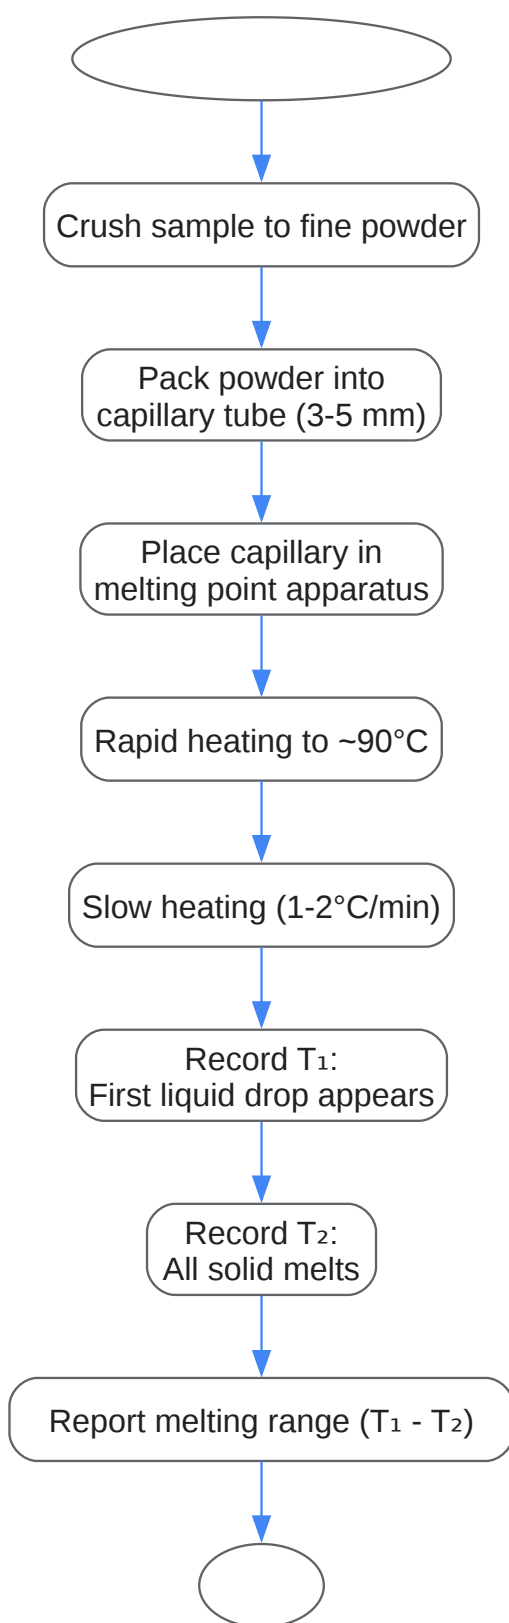 Crush sample to fine powder
Pack powder into
capillary tube (3-5 mm)
Place capillary in
melting point apparatus
Rapid heating to ~90°C
Slow heating (1-2°C/min)
Record T₁:
First liquid drop appears
Record T₂:
All solid melts
Report melting range (T₁ - T₂)